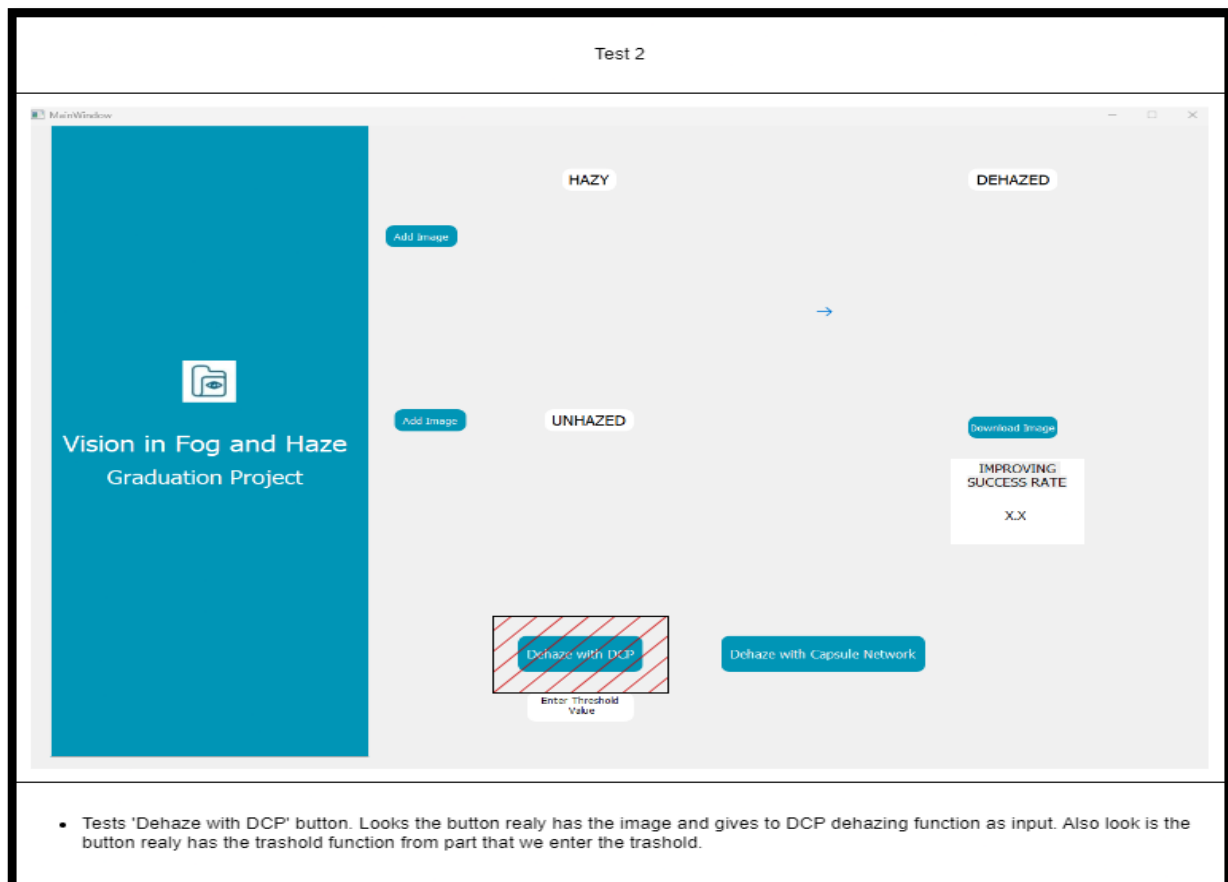 Test 2
MainWindow
HAZY
DEHAZED
Add Image
Add Image
UNHAZED
Download Image
Vision in Fog and Haze
Graduation Project
IMPROVING
SUCCESS RATE
X.X
Dehaze with DCP
Dehaze with Capsule Network
Enter Threshold
Value
• Tests 'Dehaze with DCP' button. Looks the button realy has the image and gives to DCP dehazing function as input. Also look is the
button realy has the trashold function from part that we enter the trashold.